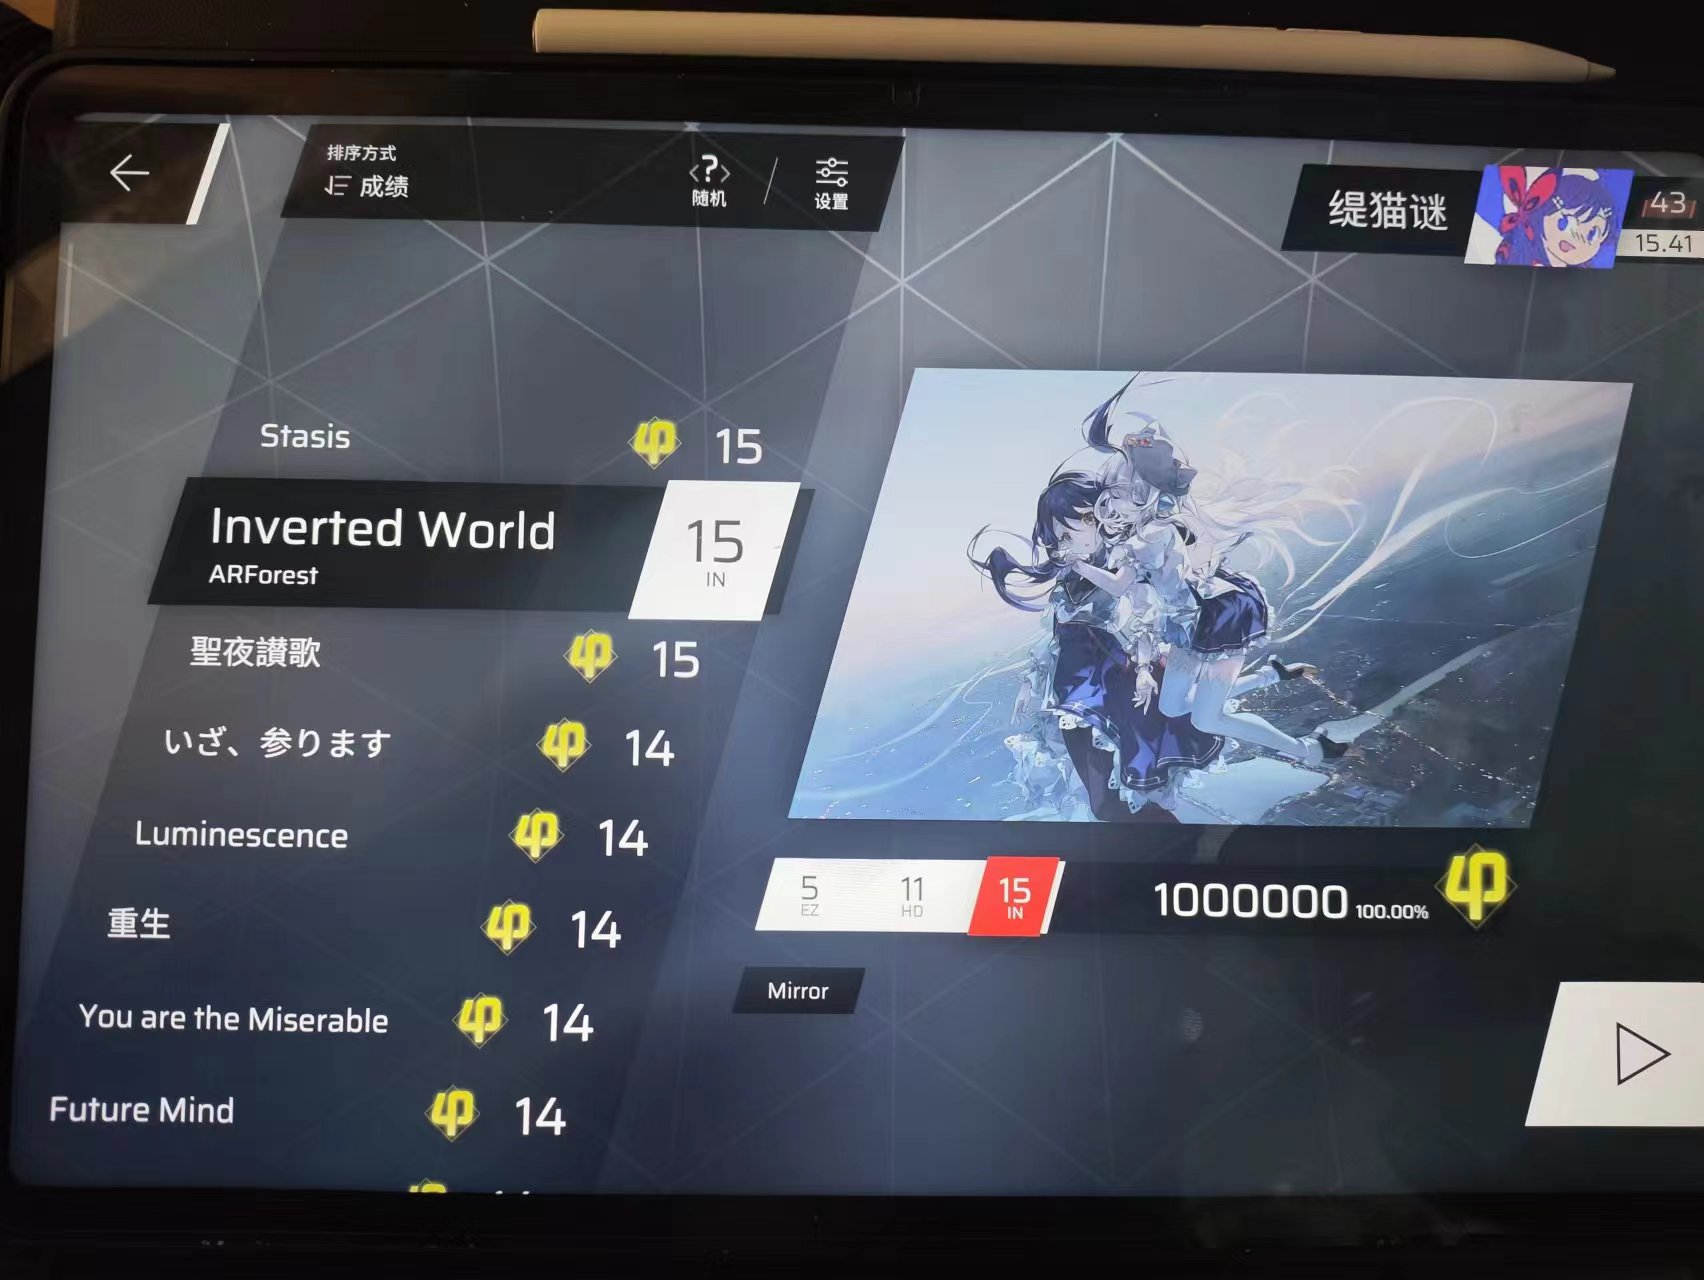 排序方式
成绩
随机
设置
缇猫谜
43
15.41
Stasis
15
Inverted World
ARForest
15
IN
聖夜讃歌
15
いざ、参ります
14
Luminescence
14
重生
14
You are the Miserable
14
Future Mind
14
5
EZ
11
HD
15
IN
1000000 100.00%
Mirror